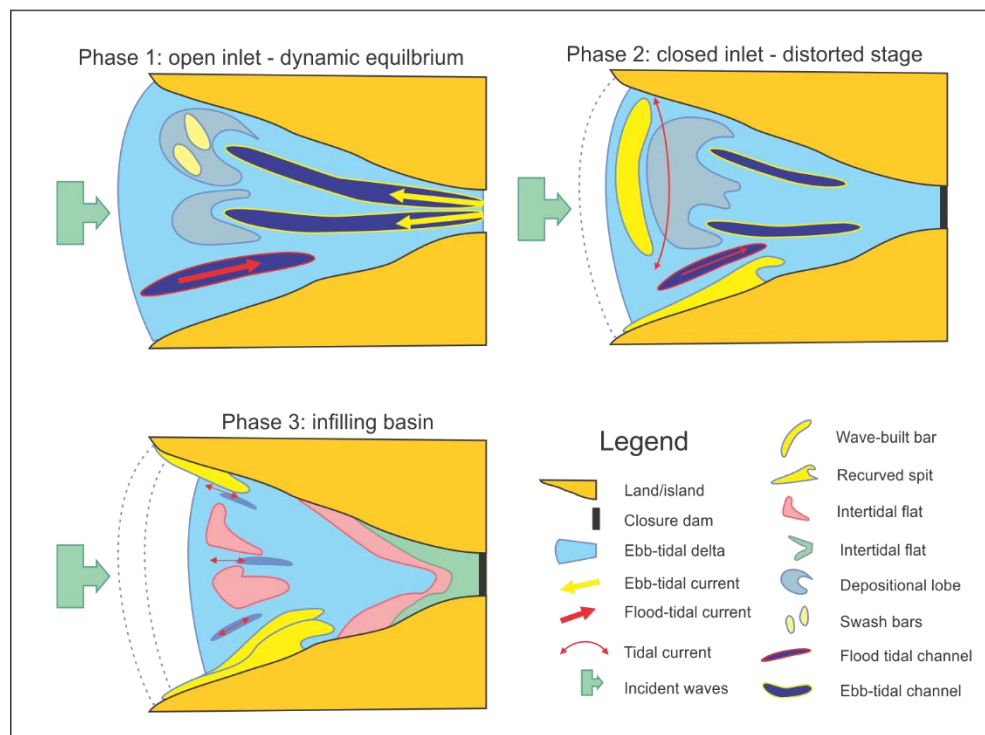 Phase 1: open inlet - dynamic equilbrium
Phase 2: closed inlet - distorted stage
Phase 3: infilling basin
Legend
Land/island
Closure dam
Ebb-tidal delta
Ebb-tidal current
Flood-tidal current
Tidal current
Incident waves
Wave-built bar
Recurved spit
Intertidal flat
Intertidal flat
Depositional lobe
Swash bars
Flood tidal channel
Ebb-tidal channel